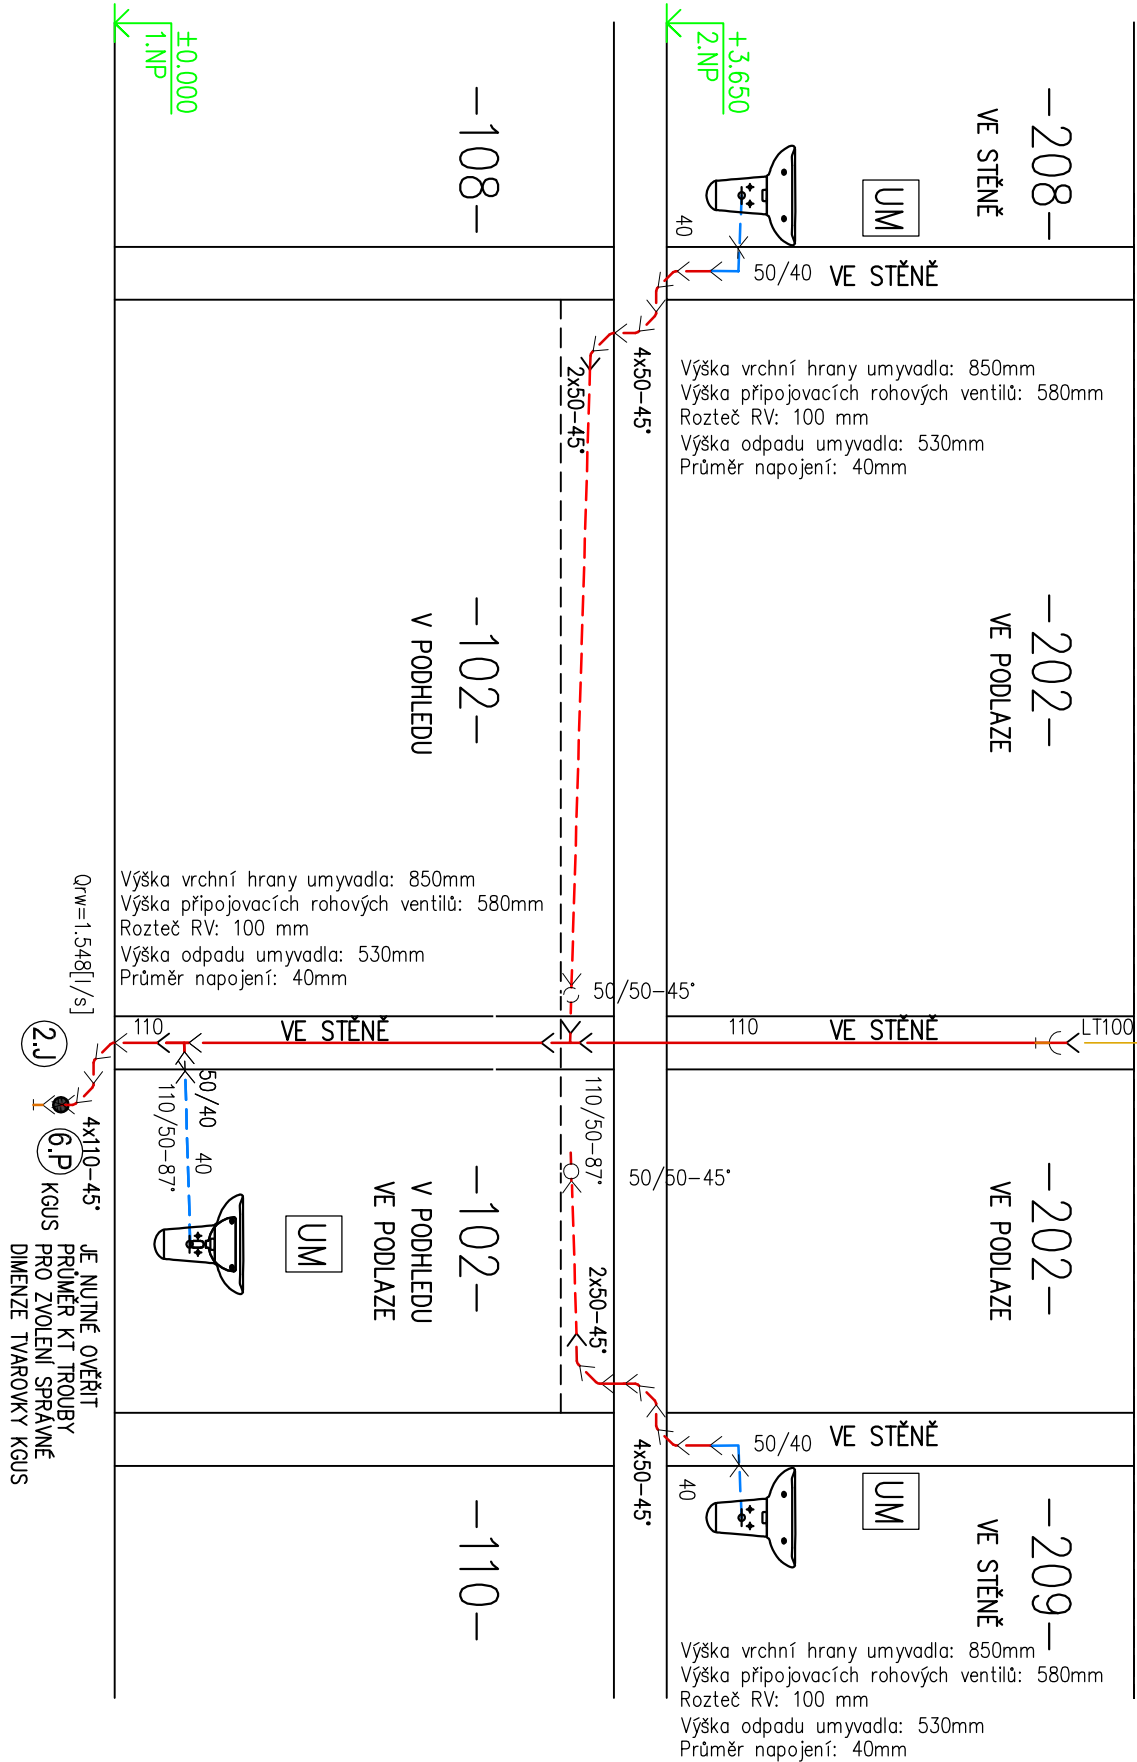 ±0.000
1.NP
+3.650
2.NP
-108-
-208-
VE STĚNĚ
UM
40
50/40
VE STĚNĚ
4x50-45°
2x50-45°
Výška vrchní hrany umyvadla: 850mm
Výška připojovacích rohových ventilů: 580mm
Rozteč RV: 100 mm
Výška odpadu umyvadla: 530mm
Průměr napojení: 40mm
-102-
V PODHLEDU
-202-
VE PODLAZE
Výška vrchní hrany umyvadla: 850mm
Výška připojovacích rohových ventilů: 580mm
Rozteč RV: 100 mm
Výška odpadu umyvadla: 530mm
Průměr napojení: 40mm
Qrw=1.548[l/s]
50/50-45°
110
VE STĚNĚ
110
VE STĚNĚ
LT100
2.J
6.P
4x110-45°
KGUS
50/40
110/50-87°
40
110/50-87°
50/50-45°
UM
-102-
V PODHLEDU
VE PODLAZE
-202-
VE PODLAZE
JE NUTNÉ OVĚŘIT
PRŮMĚR KT TROUBY
PRO ZVOLENÍ SPRÁVNÉ
DIMENZE TVAROVKY KGUS
2x50-45°
4x50-45°
50/40
VE STĚNĚ
40
UM
-110-
-209-
VE STĚNĚ
Výška vrchní hrany umyvadla: 850mm
Výška připojovacích rohových ventilů: 580mm
Rozteč RV: 100 mm
Výška odpadu umyvadla: 530mm
Průměr napojení: 40mm